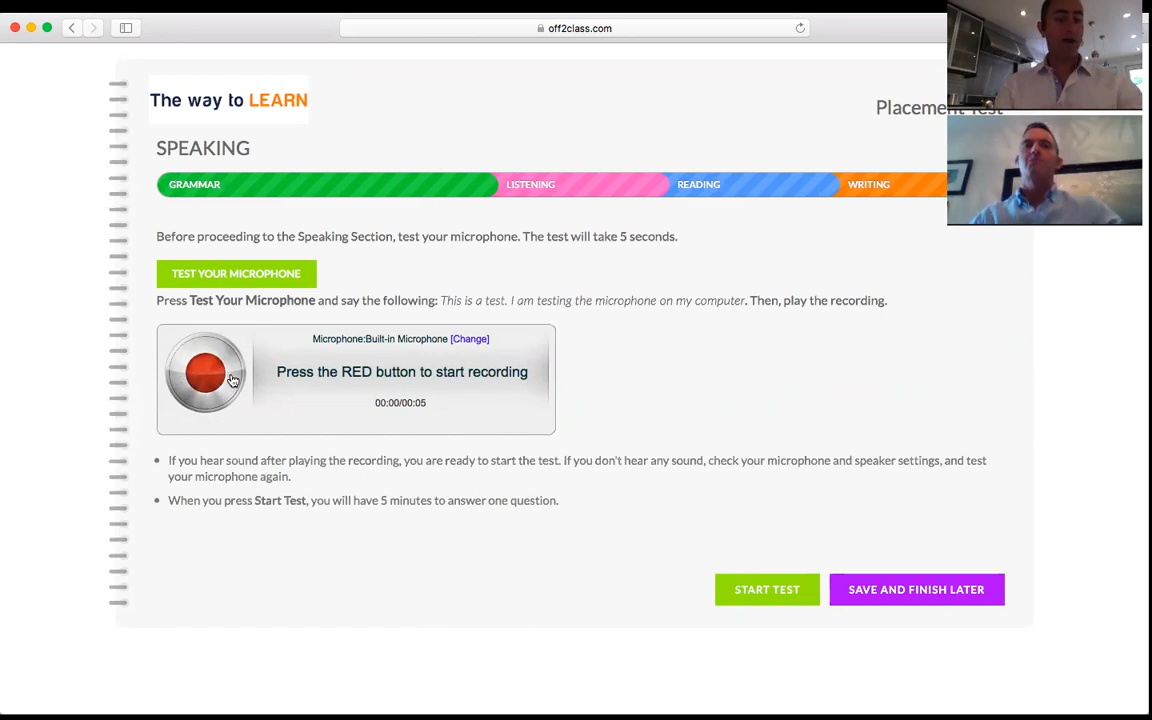 off2class.com
The way to LEARN
Placement Test
SPEAKING
GRAMMAR
LISTENING
READING
WRITING
Before proceeding to the Speaking Section, test your microphone. The test will take 5 seconds.
TEST YOUR MICROPHONE
Press Test Your Microphone and say the following: This is a test. I am testing the microphone on my computer. Then, play the recording.
Microphone:Built-in Microphone [Change]
Press the RED button to start recording
00:00/00:05
If you hear sound after playing the recording, you are ready to start the test. If you don't hear any sound, check your microphone and speaker settings, and test
your microphone again.
When you press Start Test, you will have 5 minutes to answer one question.
START TEST
SAVE AND FINISH LATER